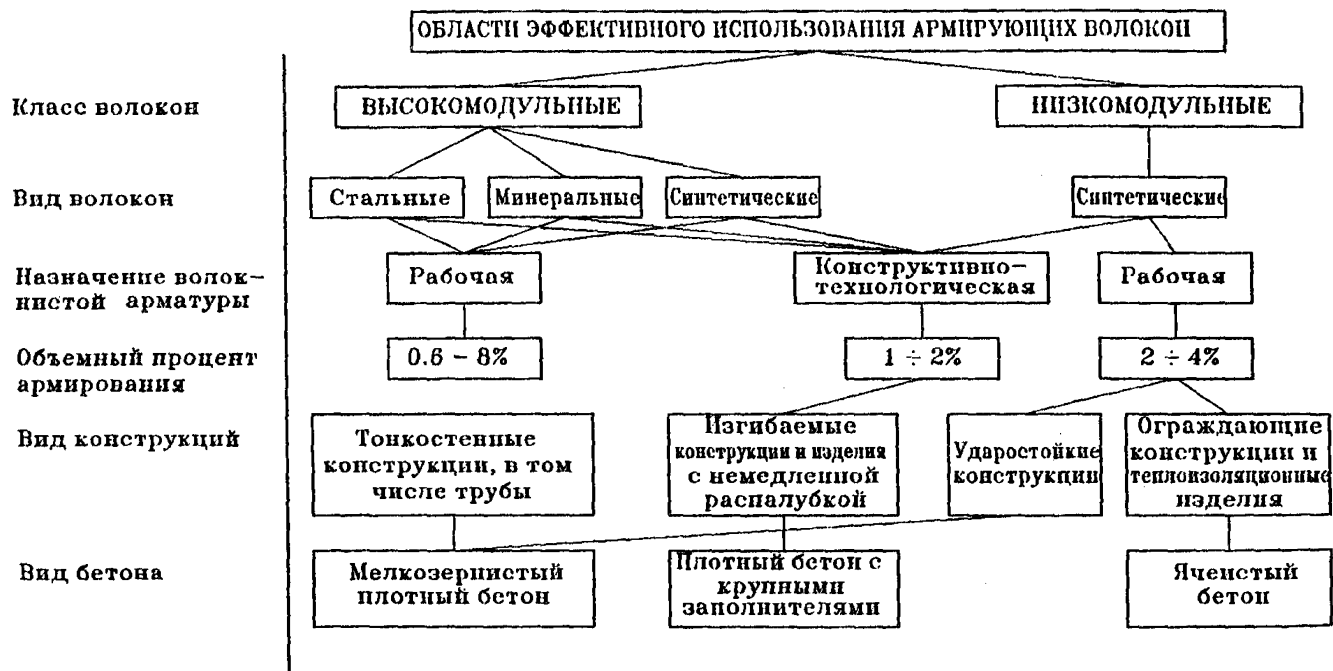 ОБЛАСТИ ЭФФЕКТИВНОГО ИСПОЛЬЗОВАНИЯ АРМИРУЮЩИХ ВОЛОКОН
Класс волокон
ВЫСОКОМОДУЛЬНЫЕ
НИЗКОМОДУЛЬНЫЕ
Вид волокон
Стальные
Минеральные
Синтетические
Синтетические
Назначение волок-
нистой арматуры
Рабочая
Конструктивно-
технологическая
Рабочая
Объемный процент
армирования
0.6 - 8%
1 ÷ 2%
2 ÷ 4%
Вид конструкций
Тонкостенные
конструкции, в том
числе трубы
Изгибаемые
конструкции и изделия
с немедленной
распалубкой
Ударостойкие
конструкции
Ограждающие
конструкции и
теплоизоляционные
изделия
Вид бетона
Мелкозернистый
плотный бетон
Плотный бетон с
крупными
заполнителями
Ячеистый
бетон